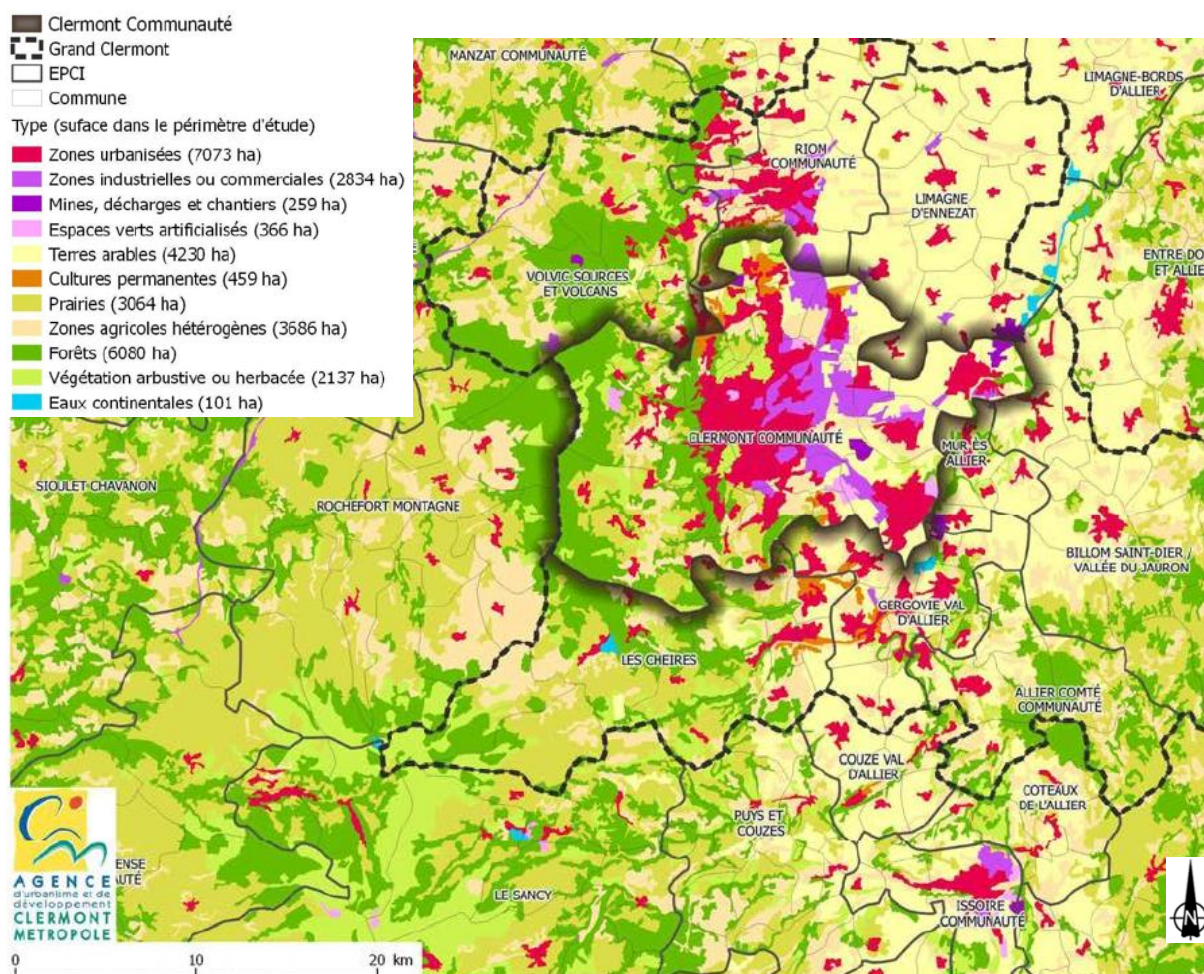 Clermont Communauté
Grand Clermont
EPCI
Commune
Type (suface dans le périmètre d'étude)
Zones urbanisées (7073 ha)
Zones industrielles ou commerciales (2834 ha)
Mines, décharges et chantiers (259 ha)
Espaces verts artificialisés (366 ha)
Terres arables (4230 ha)
Cultures permanentes (459 ha)
Prairies (3064 ha)
Zones agricoles hétérogènes (3686 ha)
Forêts (6080 ha)
Végétation arbustive ou herbacée (2137 ha)
Eaux continentales (101 ha)
MANZAT COMMUNAUTÉ
LIMAGNE-BORDS
D'ALLIER
RIOM
COMMUNAUTÉ
LIMAGNE
D'ENNEZAT
VOLVIC SOURCES
ET VOLCANS
ENTRE DO
ET ALLIE
CLERMONT COMMUNAUTÉ
MUR ÈS
ALLIER
SIOULET CHAVANON
ROCHEFORT MONTAGNE
BILLOM SAINT-DIER /
VALLÉE DU JAURON
GERGOVIE VAL
D'ALLIER
LES CHEIRES
ALLIER COMTÉ
COMMUNAUTÉ
COUZE VAL
D'ALLIER
COTEAUX
DE L'ALLIER
PUYS ET
COUZES
ENSE
AUTÉ
LE SANCY
ISSOIRE
COMMUNAUTÉ
AGENCE
d'urbanisme et de
développement
CLERMONT
METROPOLE
N
0 10 20 km